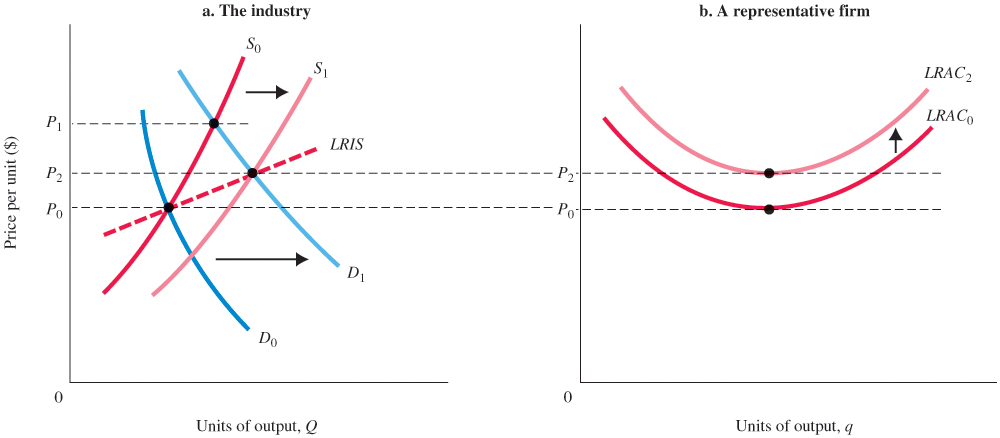 a. The industry
b. A representative firm
Price per unit ($)
S0
S1
P1
LRIS
P2
P0
D1
D0
0
Units of output, Q
LRAC2
LRAC0
P2
P0
0
Units of output, q